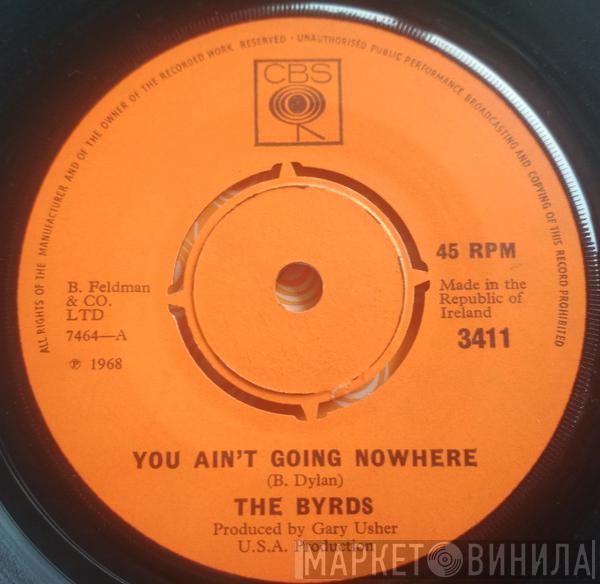 ALL RIGHTS OF THE MANUFACTURER AND OF THE OWNER OF THE RECORDED WORK RESERVED · UNAUTHORISED PUBLIC PERFORMANCE BROADCASTING AND COPYING OF THIS RECORD PROHIBITED
CBS
45 RPM
B. Feldman
& CO.
LTD
7464—A
℗ 1968
Made in the
Republic of
Ireland
3411
YOU AIN'T GOING NOWHERE
(B. Dylan)
THE BYRDS
Produced by Gary Usher
U.S.A. Production
МАРКЕТ ВИНИЛА